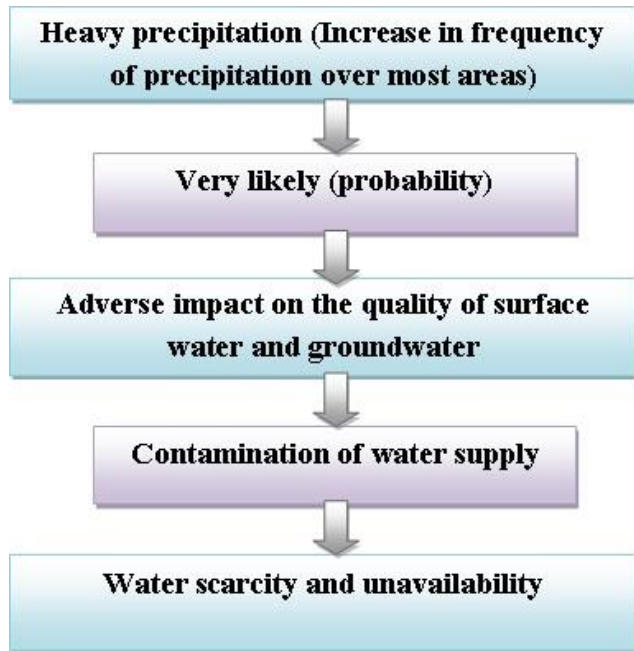 Heavy precipitation (Increase in frequency
of precipitation over most areas)
Very likely (probability)
Adverse impact on the quality of surface
water and groundwater
Contamination of water supply
Water scarcity and unavailability